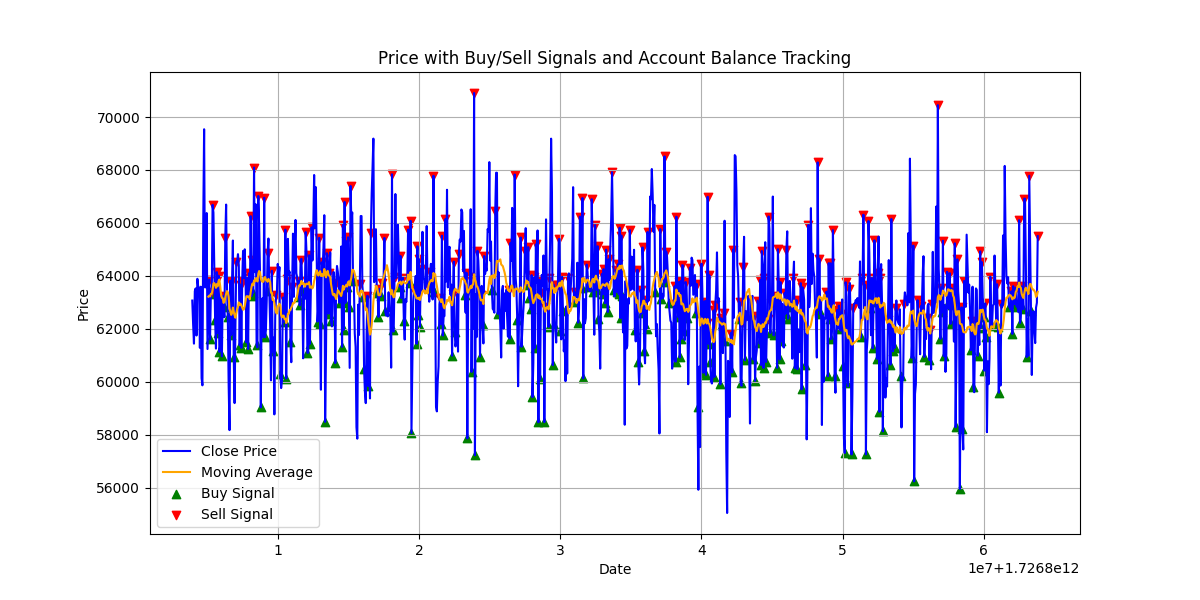 Price with Buy/Sell Signals and Account Balance Tracking
Price
70000
68000
66000
64000
62000
60000
58000
56000
Close Price
Moving Average
Buy Signal
Sell Signal
1 2 3 4 5 6
Date
1e7+1.7268e12